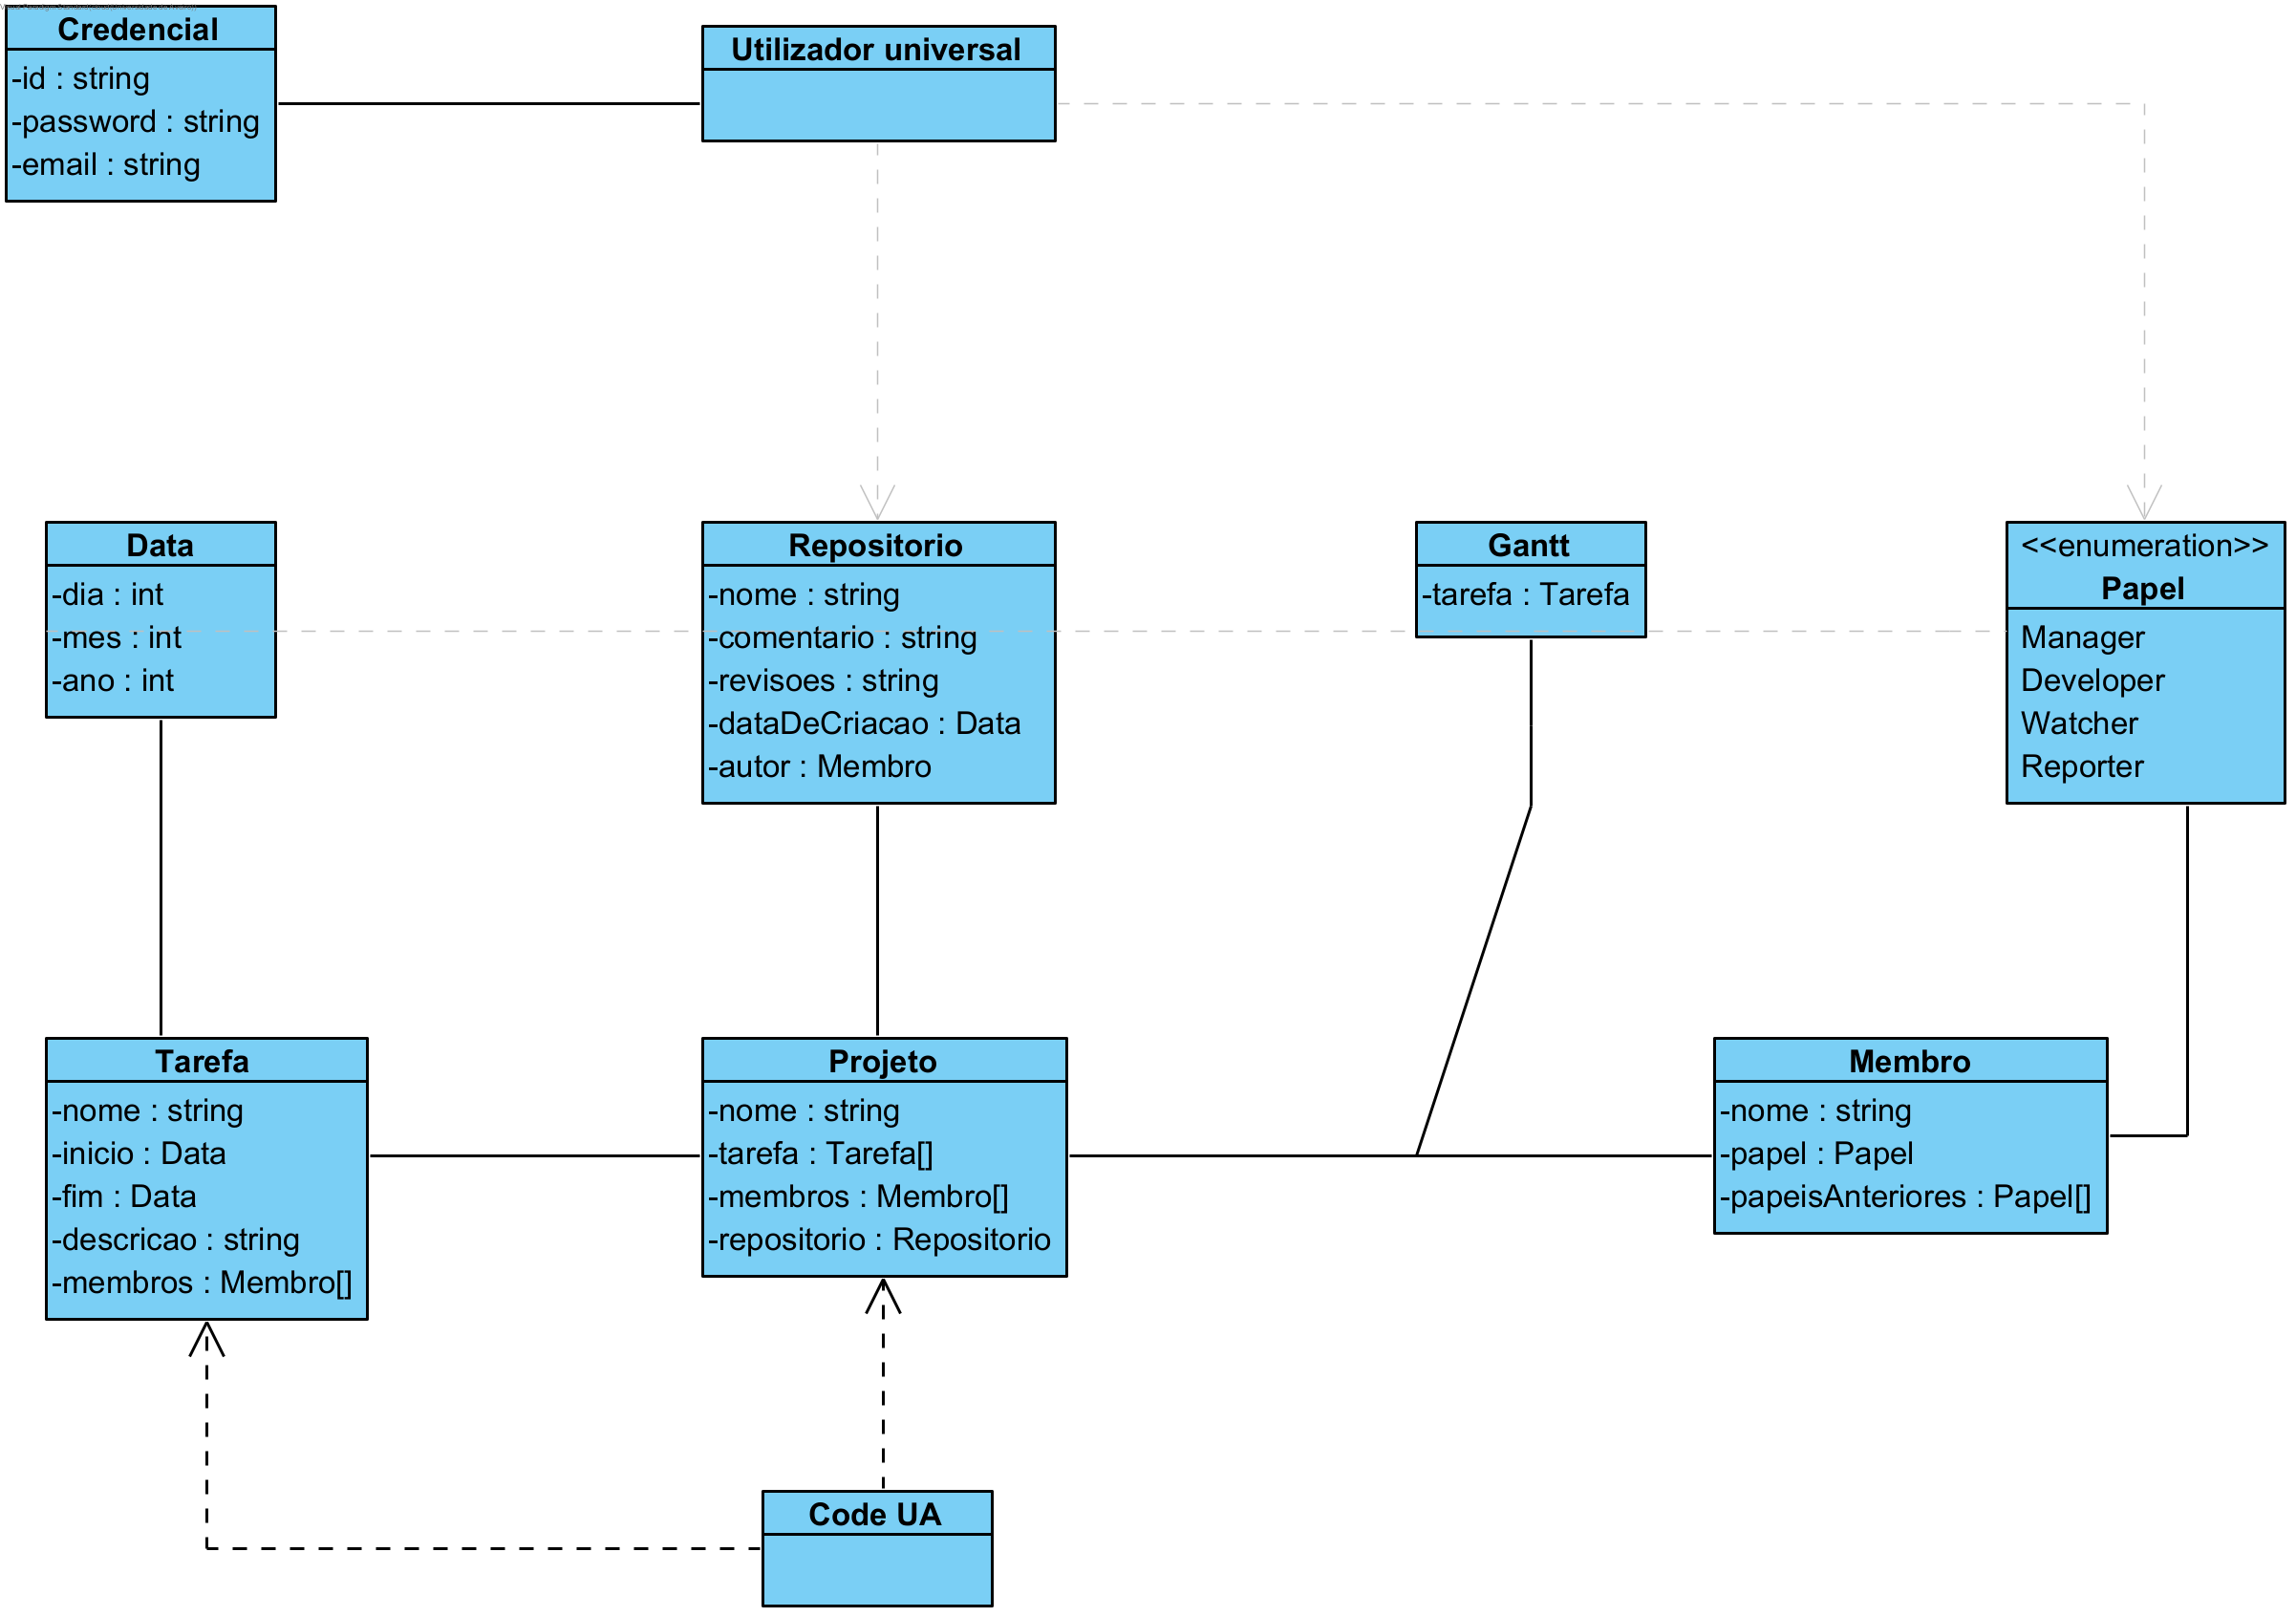 Credencial
-id : string
-password : string
-email : string
Utilizador universal
Data
-dia : int
-mes : int
-ano : int
Repositorio
-nome : string
-comentario : string
-revisoes : string
-dataDeCriacao : Data
-autor : Membro
Gantt
-tarefa : Tarefa
<<enumeration>>
Papel
Manager
Developer
Watcher
Reporter
Tarefa
-nome : string
-inicio : Data
-fim : Data
-descricao : string
-membros : Membro[]
Projeto
-nome : string
-tarefa : Tarefa[]
-membros : Membro[]
-repositorio : Repositorio
Membro
-nome : string
-papel : Papel
-papeisAnteriores : Papel[]
Code UA